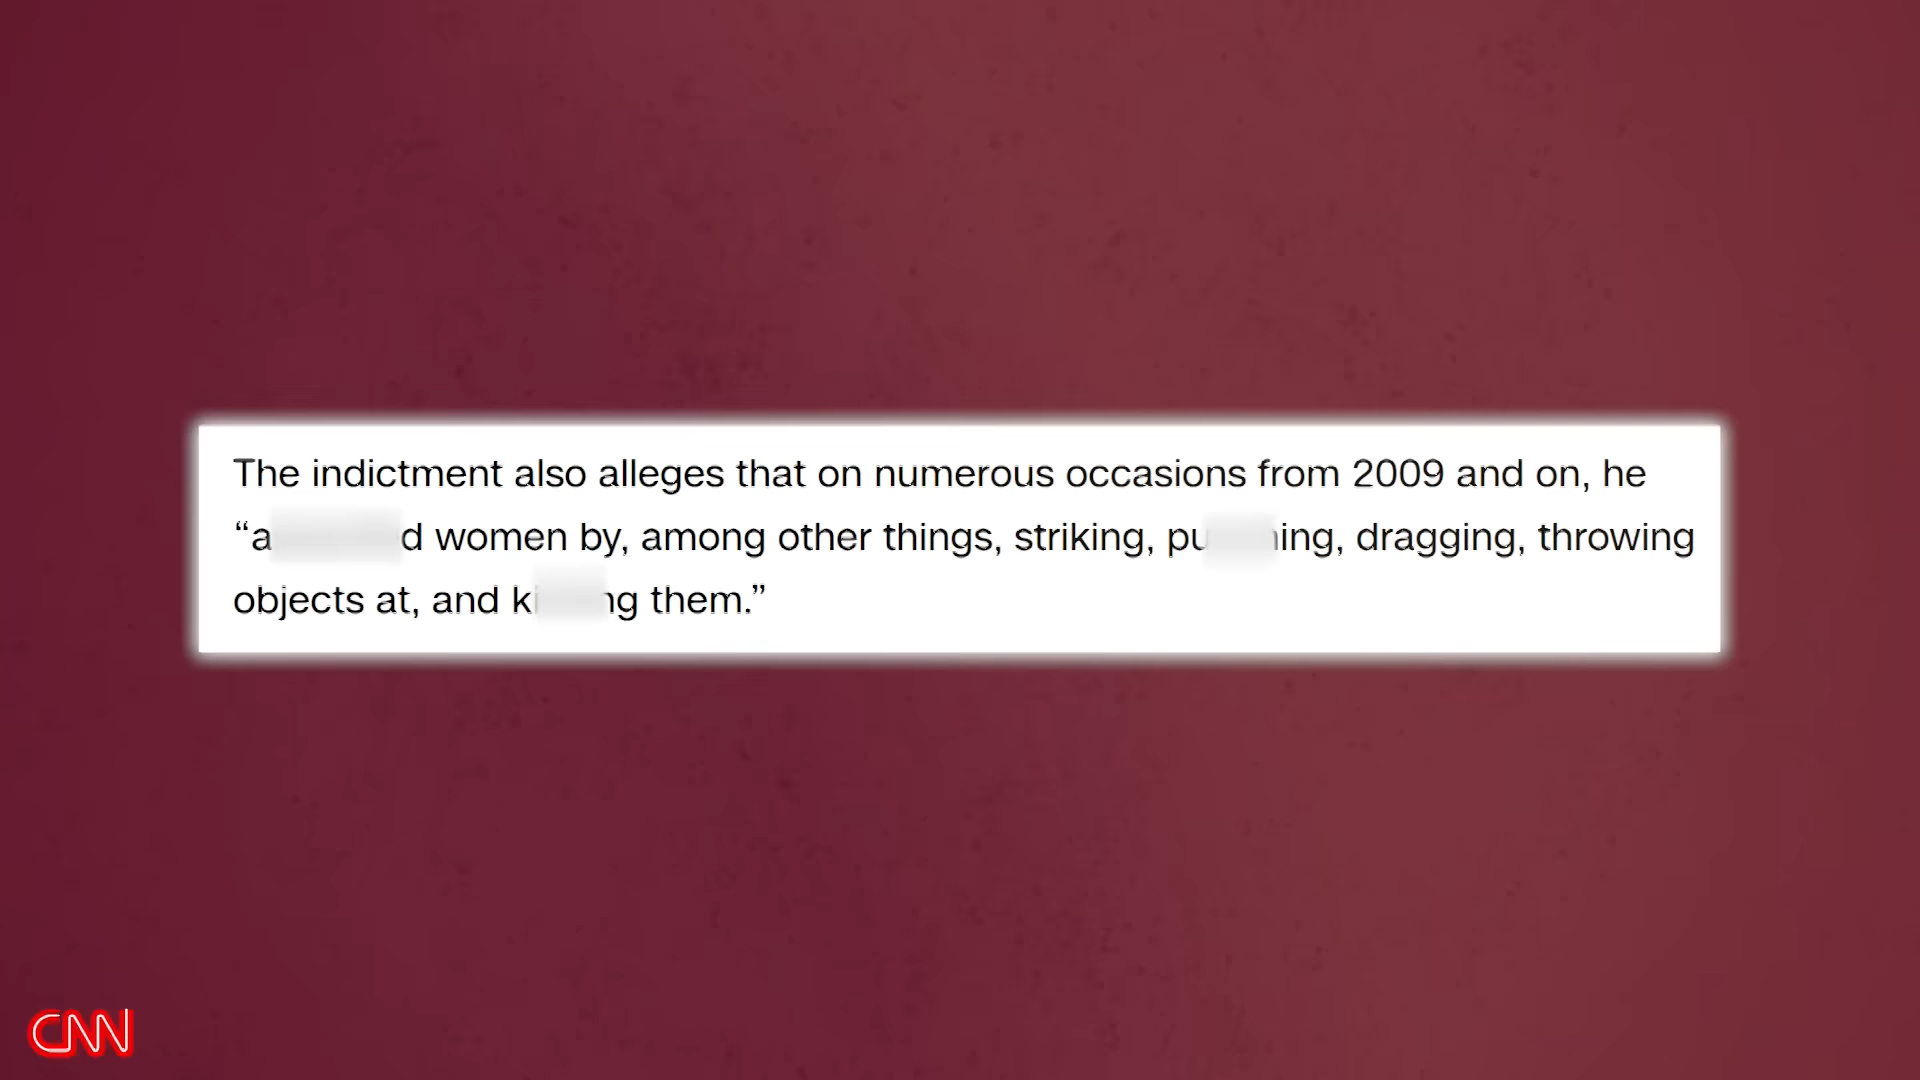 The indictment also alleges that on numerous occasions from 2009 and on, he
women by, among other things, striking, dragging, throwing
objects at, and them.”
CNN